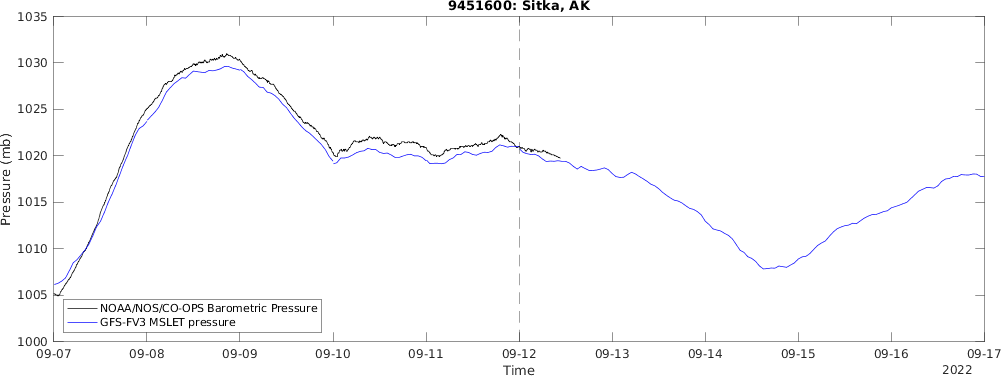 9451600: Sitka, AK
Pressure (mb)
1035
1030
1025
1020
1015
1010
1005
1000
NOAA/NOS/CO-OPS Barometric Pressure
GFS-FV3 MSLET pressure
09-07 09-08 09-09 09-10 09-11 09-12 09-13 09-14 09-15 09-16 09-17
Time
2022